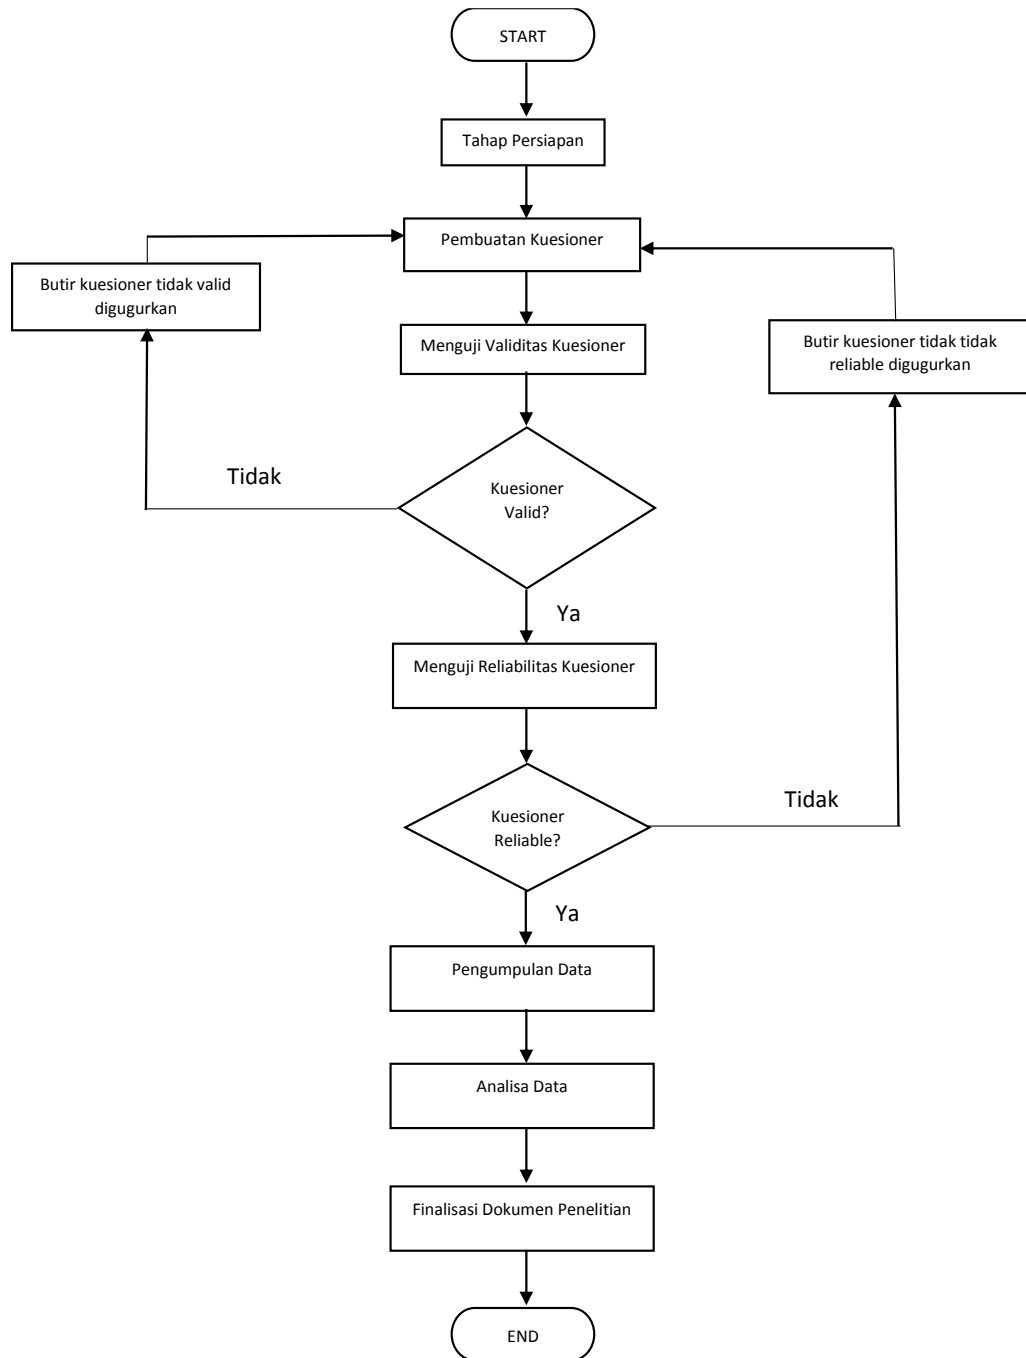 START
Tahap Persiapan
Pembuatan Kuesioner
Butir kuesioner tidak valid
digugurkan
Menguji Validitas Kuesioner
Butir kuesioner tidak tidak
reliable digugurkan
Tidak
Kuesioner
Valid?
Ya
Menguji Reliabilitas Kuesioner
Kuesioner
Reliable?
Tidak
Ya
Pengumpulan Data
Analisa Data
Finalisasi Dokumen Penelitian
END